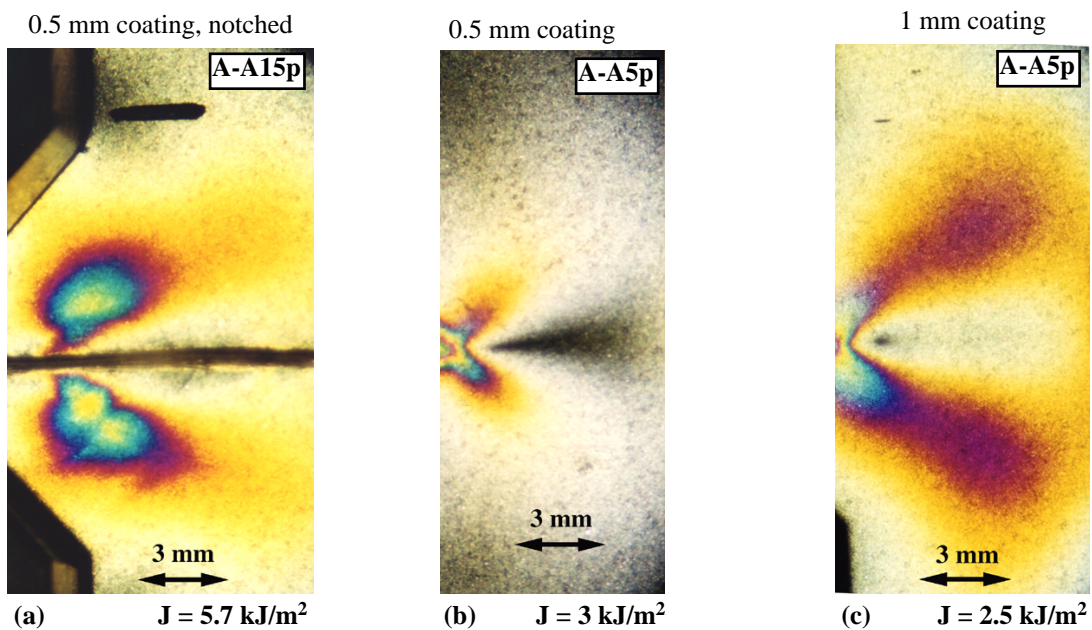 0.5 mm coating, notched
A-A15p
3 mm
(a) J = 5.7 kJ/m²
0.5 mm coating
A-A5p
3 mm
(b) J = 3 kJ/m²
1 mm coating
A-A5p
3 mm
(c) J = 2.5 kJ/m²